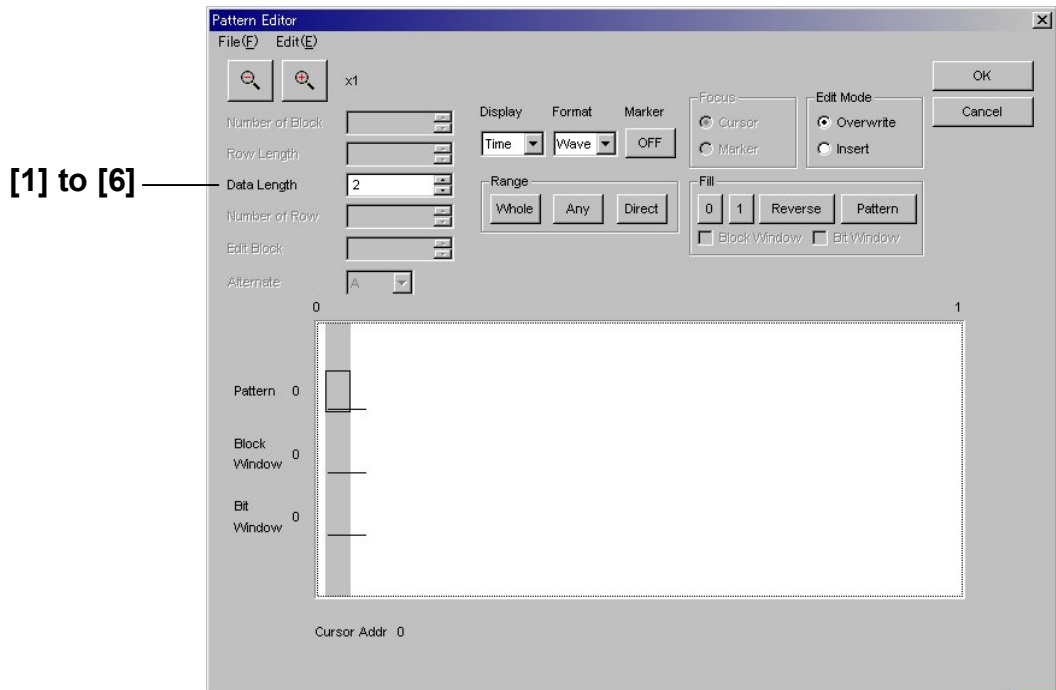 Pattern Editor
File(F) Edit(E)
x1
OK
Cancel
Number of Block
Row Length
[1] to [6]
Data Length 2
Number of Row
Edit Block
Alternate A
Display Format Marker
Time Wave OFF
Focus
Cursor
Marker
Edit Mode
Overwrite
Insert
Range
Whole Any Direct
Fill
0 1 Reverse Pattern
Block Window Bit Window
0 1
Pattern 0
Block
Window 0
Bit
Window 0
Cursor Addr 0